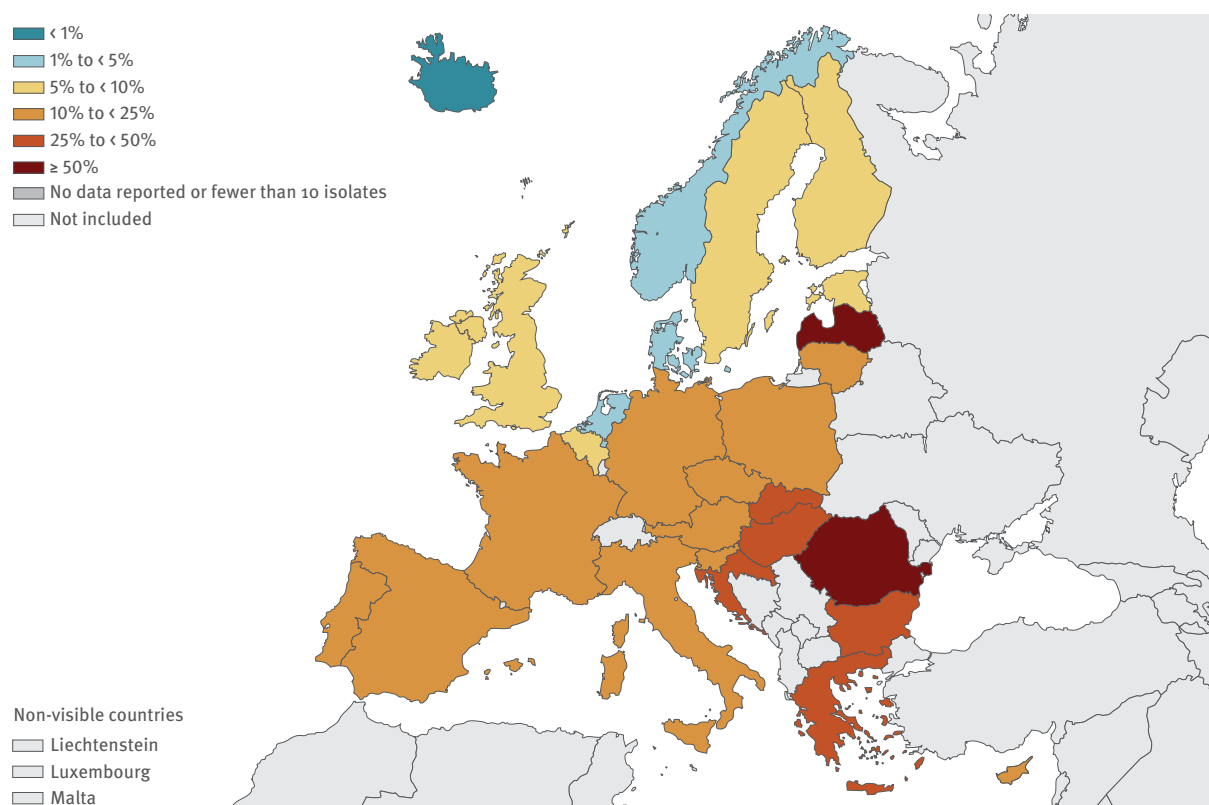 < 1%
1% to < 5%
5% to < 10%
10% to < 25%
25% to < 50%
≥ 50%
No data reported or fewer than 10 isolates
Not included
Non-visible countries
Liechtenstein
Luxembourg
Malta